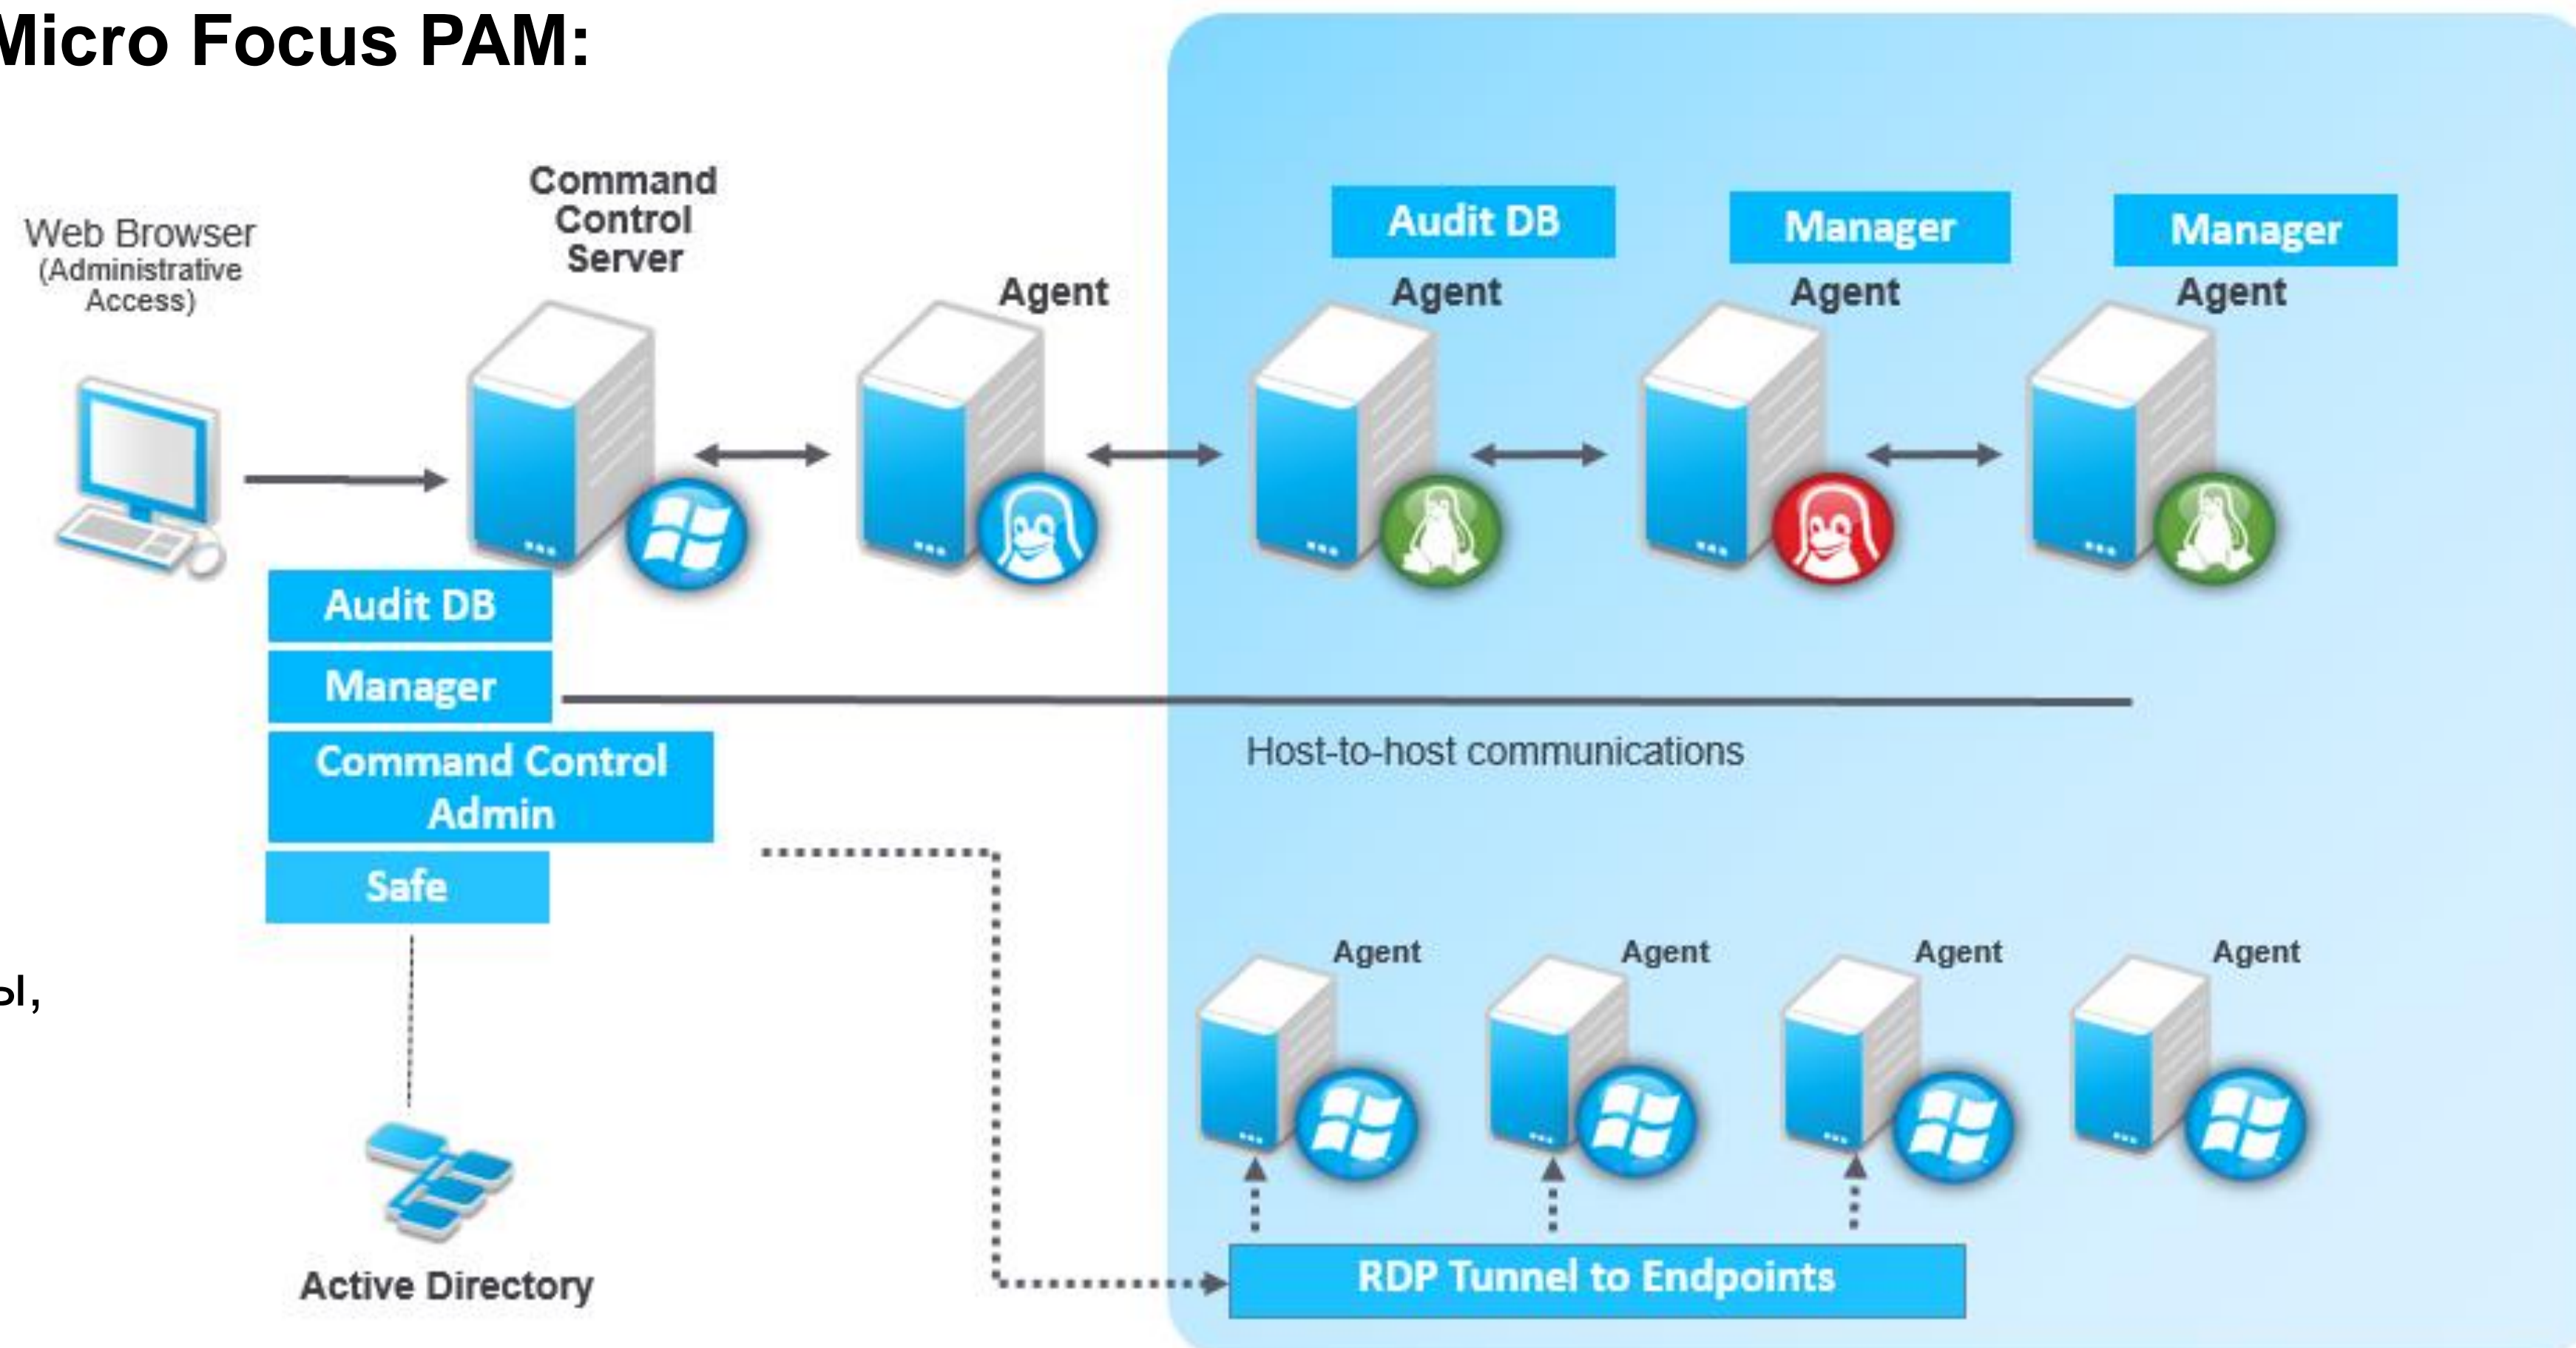 Micro Focus PAM:
Web Browser
(Administrative
Access)
Command
Control
Server
Agent
Audit DB
Agent
Manager
Agent
Manager
Agent
Audit DB
Manager
Command Control
Admin
Safe
Host-to-host communications
ы,
Active Directory
Agent
Agent
Agent
Agent
RDP Tunnel to Endpoints